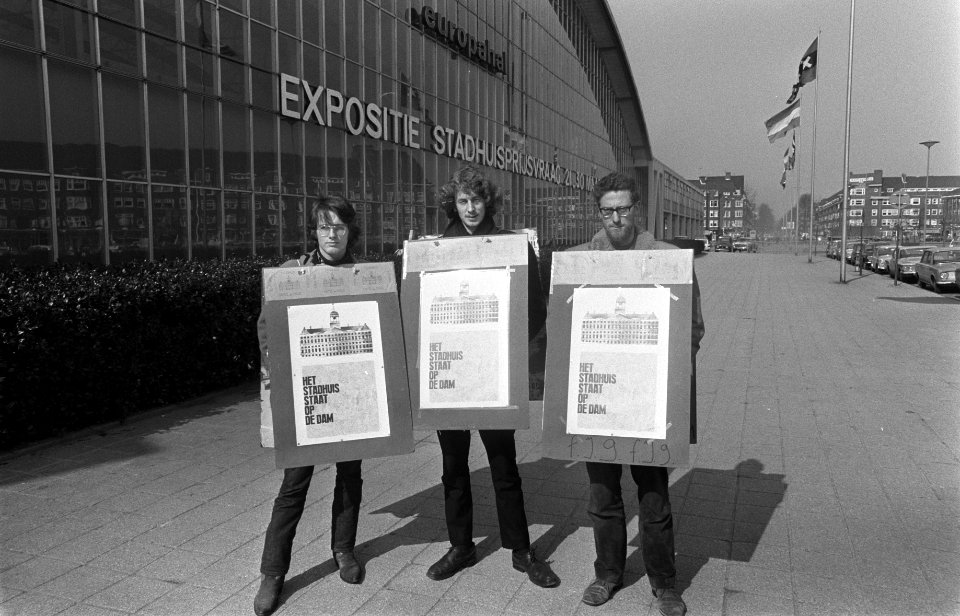 europahal
EXPOSITIE STADHUISPRIJSVRAAG
HET
STADHUIS
STAAT
OP
DE DAM
HET
STADHUIS
STAAT
OP
DE DAM
HET
STADHUIS
STAAT
OP
DE DAM